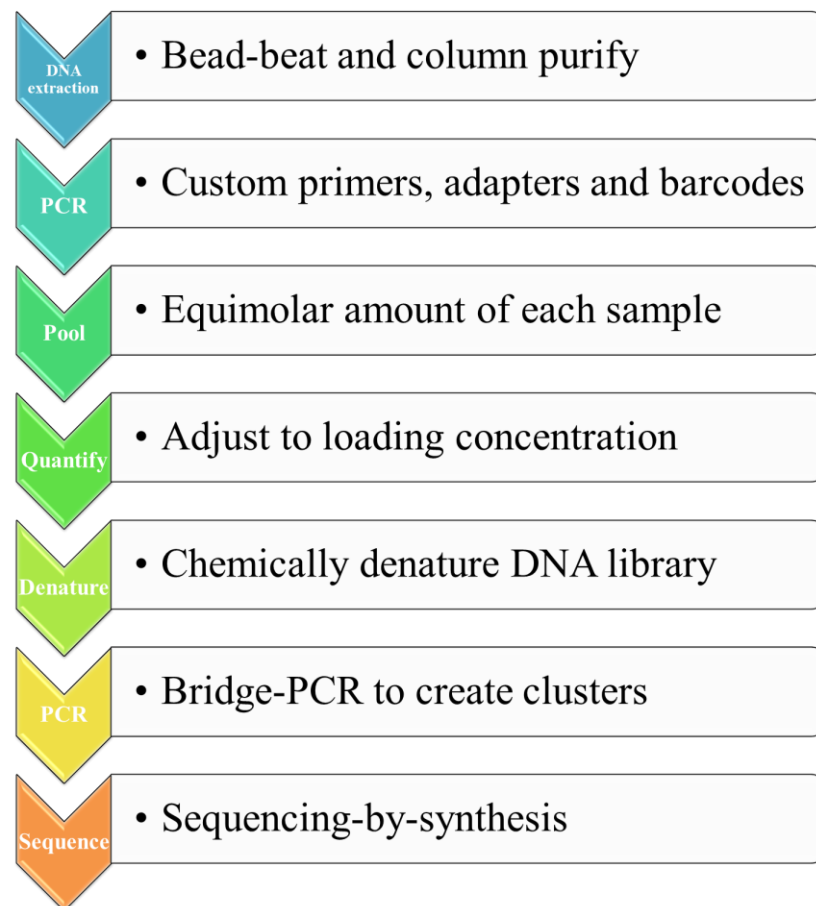 DNA
extraction
• Bead-beat and column purify
PCR
• Custom primers, adapters and barcodes
Pool
• Equimolar amount of each sample
Quantify
• Adjust to loading concentration
Denature
• Chemically denature DNA library
PCR
• Bridge-PCR to create clusters
Sequence
• Sequencing-by-synthesis